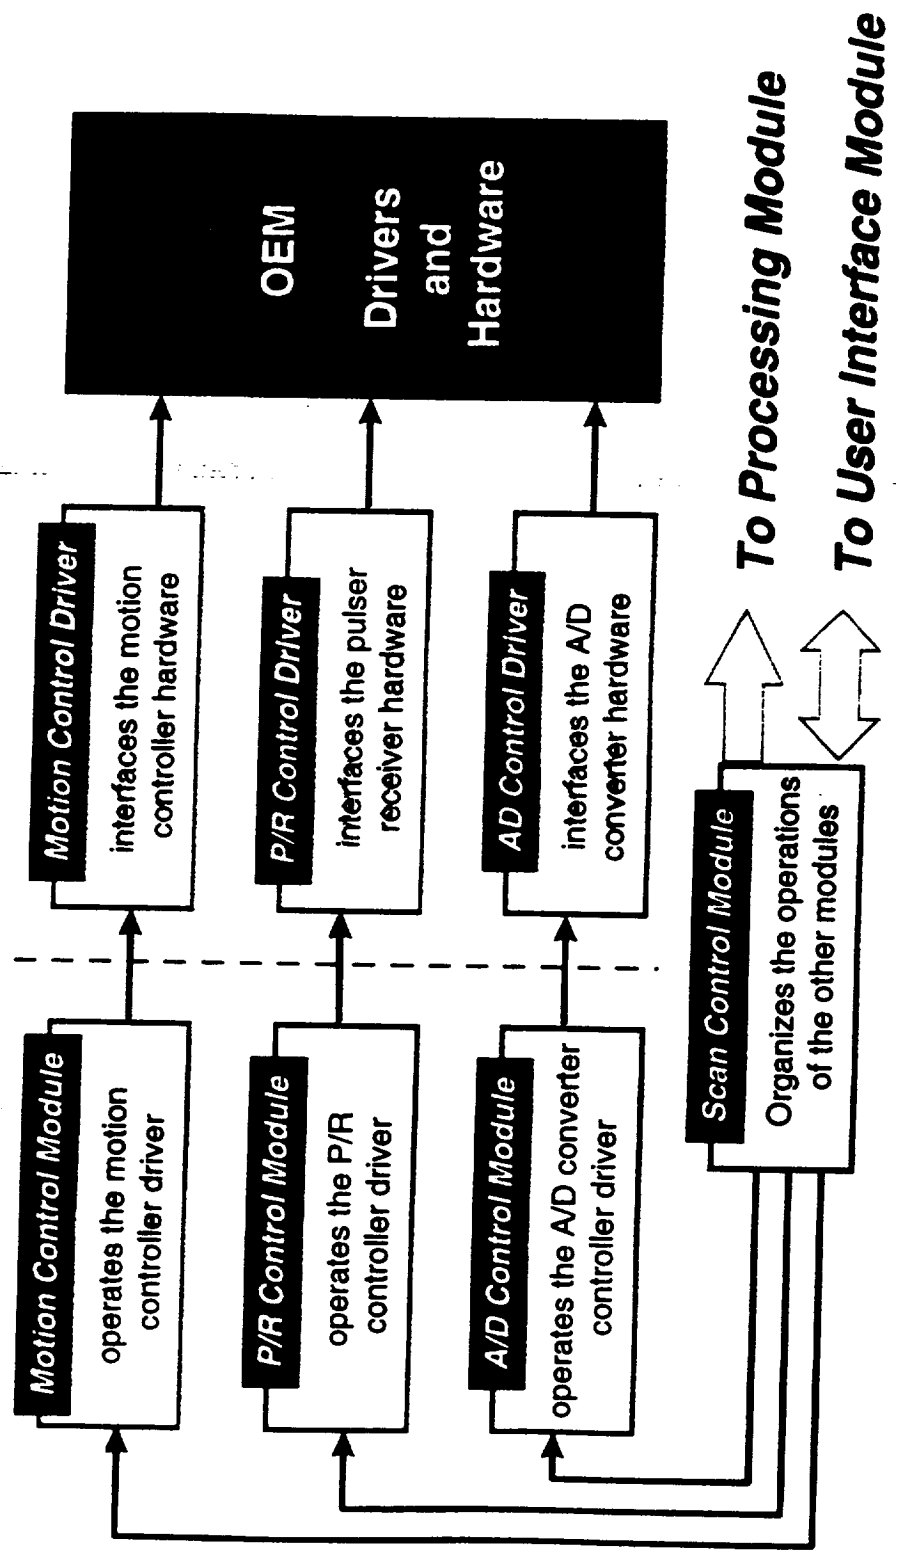 Motion Control Module
operates the motion
controller driver
Motion Control Driver
interfaces the motion
controller hardware
P/R Control Module
operates the P/R
controller driver
P/R Control Driver
interfaces the pulser
receiver hardware
A/D Control Module
operates the A/D converter
controller driver
AD Control Driver
interfaces the A/D
converter hardware
OEM
Drivers
and
Hardware
Scan Control Module
Organizes the operations
of the other modules
To Processing Module
To User Interface Module